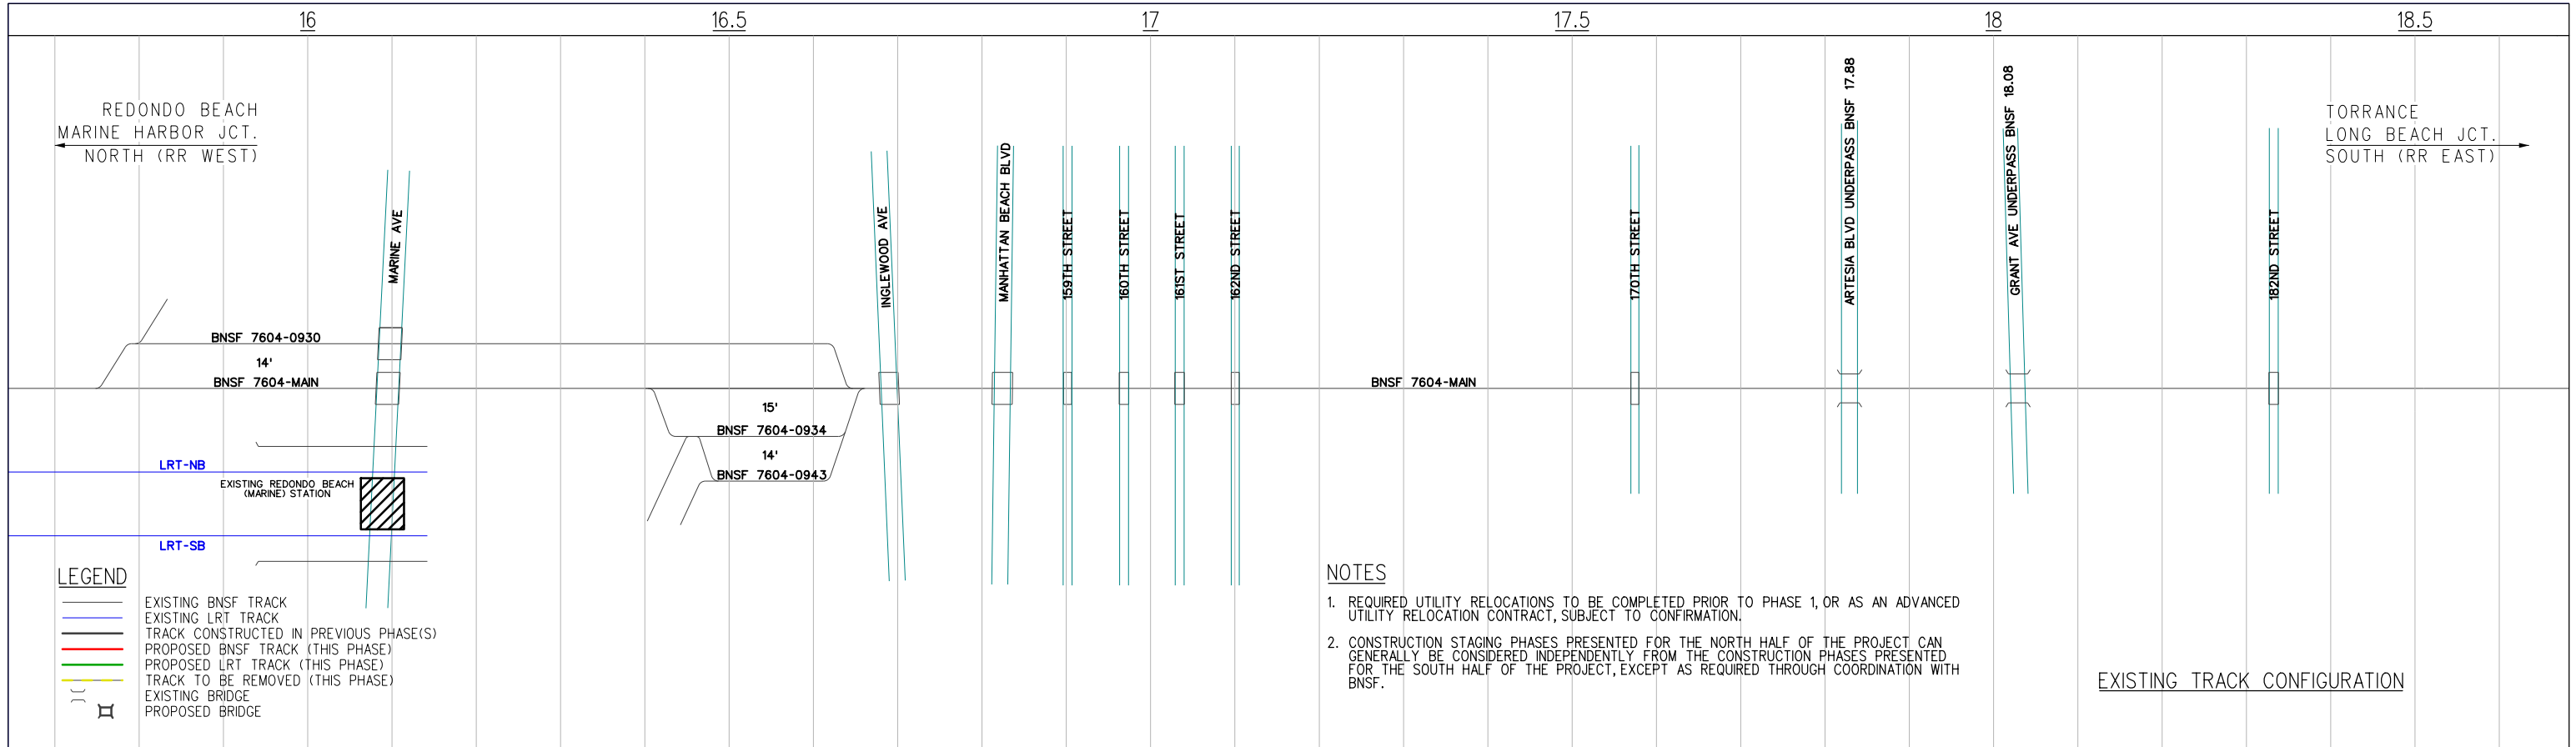 16
16.5
17
17.5
18
18.5
REDONDO BEACH
MARINE HARBOR JCT.
NORTH (RR WEST)
TORRANCE
LONG BEACH JCT.
SOUTH (RR EAST)
MARINE AVE
INGLEWOOD AVE
MANHATTAN BEACH BLVD
159TH STREET
160TH STREET
161ST STREET
162ND STREET
170TH STREET
ARTESIA BLVD UNDERPASS BNSF 17.88
GRANT AVE UNDERPASS BNSF 18.08
182ND STREET
BNSF 7604-0930
14'
BNSF 7604-MAIN
BNSF 7604-MAIN
15'
BNSF 7604-0934
14'
BNSF 7604-0943
LRT-NB
EXISTING REDONDO BEACH
(MARINE) STATION
LRT-SB
LEGEND
EXISTING BNSF TRACK
EXISTING LRT TRACK
TRACK CONSTRUCTED IN PREVIOUS PHASE(S)
PROPOSED BNSF TRACK (THIS PHASE)
PROPOSED LRT TRACK (THIS PHASE)
TRACK TO BE REMOVED (THIS PHASE)
EXISTING BRIDGE
PROPOSED BRIDGE
NOTES
1. REQUIRED UTILITY RELOCATIONS TO BE COMPLETED PRIOR TO PHASE 1, OR AS AN ADVANCED
UTILITY RELOCATION CONTRACT, SUBJECT TO CONFIRMATION.
2. CONSTRUCTION STAGING PHASES PRESENTED FOR THE NORTH HALF OF THE PROJECT CAN
GENERALLY BE CONSIDERED INDEPENDENTLY FROM THE CONSTRUCTION PHASES PRESENTED
FOR THE SOUTH HALF OF THE PROJECT, EXCEPT AS REQUIRED THROUGH COORDINATION WITH
BNSF.
EXISTING TRACK CONFIGURATION